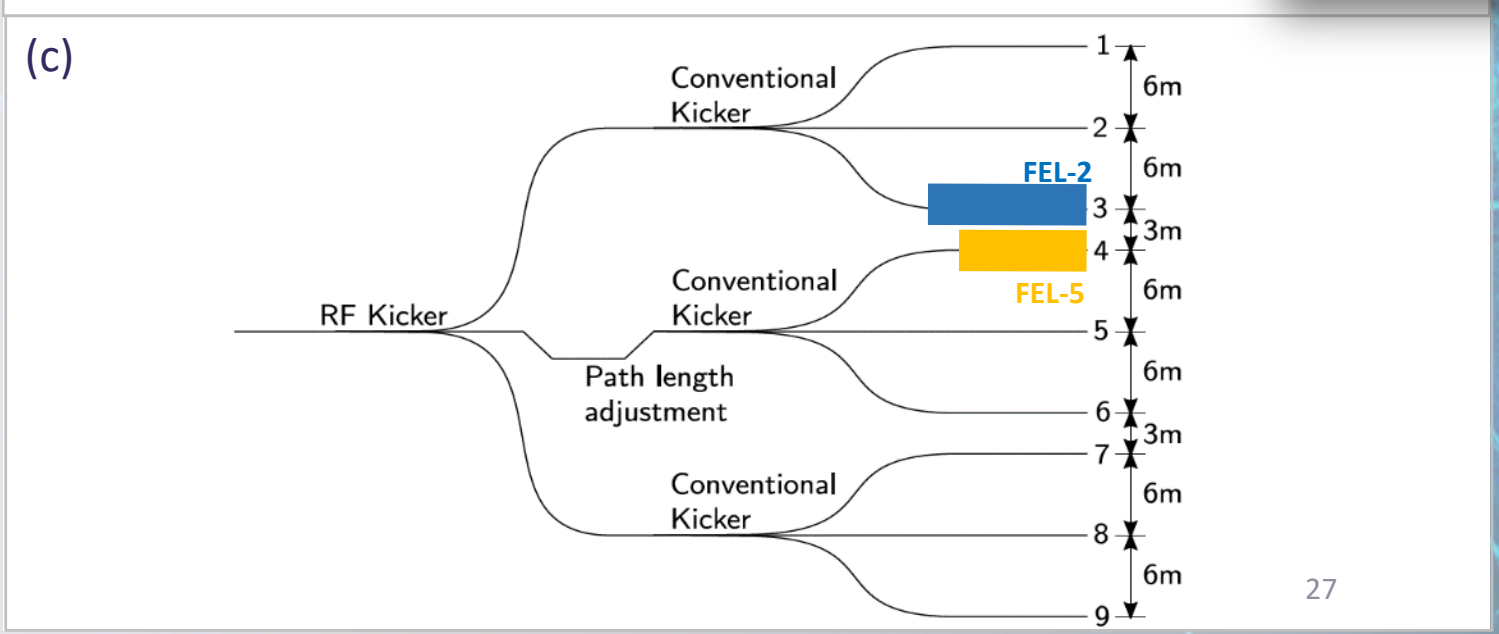 (c)
1
Conventional
Kicker
6m
2
FEL-2
6m
3
3m
4
Conventional
Kicker
FEL-5
6m
RF Kicker
5
Path length
adjustment
6m
6
3m
7
Conventional
Kicker
6m
8
6m
27
9